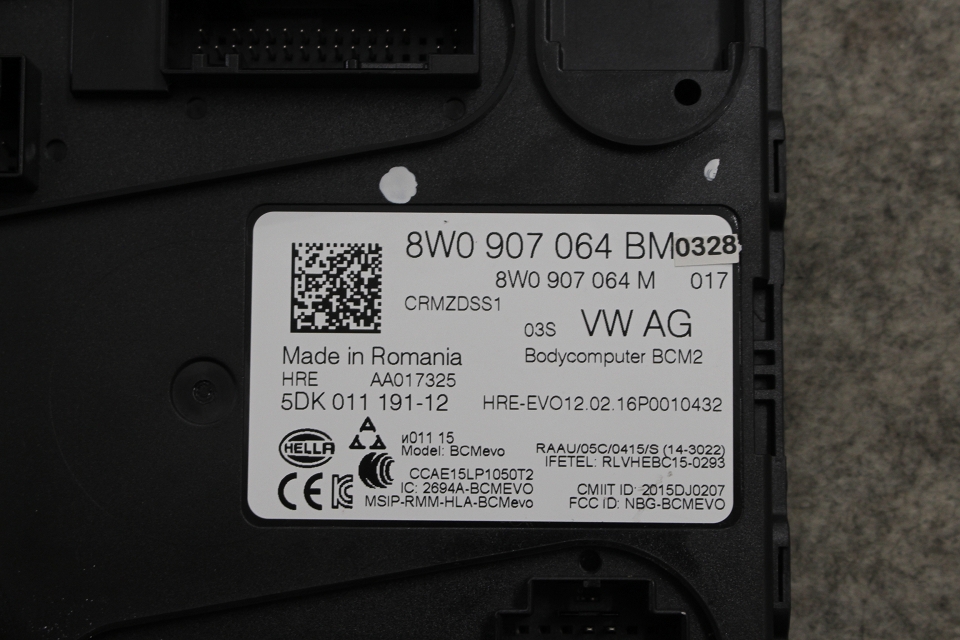 8W0 907 064 BM 0328
8W0 907 064 M 017
CRMZDSS1
03S VW AG
Made in Romania Bodycomputer BCM2
HRE AA017325
5DK 011 191-12 HRE-EVO12.02.16P0010432
HELLA
и011 15
Model: BCMevo
RAAU/05C/0415/S (14-3022)
IFETEL: RLVHEBC15-0293
CCAE15LP1050T2
IC: 2694A-BCMEVO
MSIP-RMM-HLA-BCMevo
CMIIT ID: 2015DJ0207
FCC ID: NBG-BCMEVO
CE